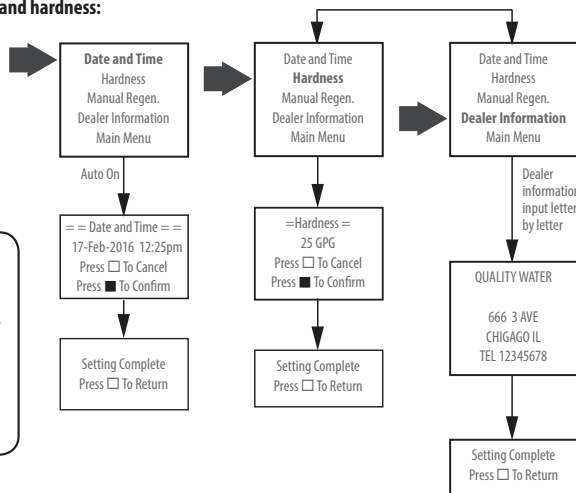 and hardness:
Date and Time
Hardness
Manual Regen.
Dealer Information
Main Menu
Auto On
= = Date and Time = =
17-Feb-2016 12:25pm
Press □ To Cancel
Press ■ To Confirm
Setting Complete
Press □ To Return
Date and Time
Hardness
Manual Regen.
Dealer Information
Main Menu
=Hardness =
25 GPG
Press □ To Cancel
Press ■ To Confirm
Setting Complete
Press □ To Return
Date and Time
Hardness
Manual Regen.
Dealer Information
Main Menu
Dealer
information
input letter
by letter
QUALITY WATER
666 3 AVE
CHIGAGO IL
TEL 12345678
Setting Complete
Press □ To Return